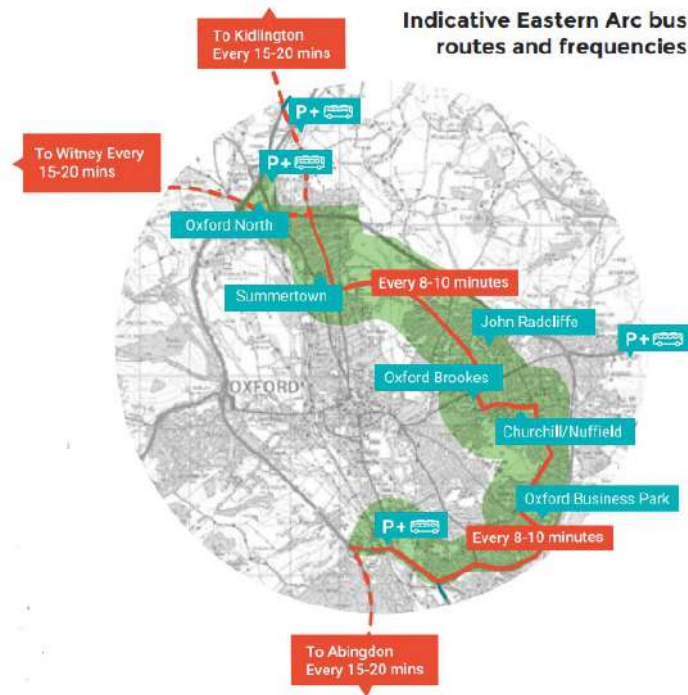 Indicative Eastern Arc bus
routes and frequencies
To Kidlington
Every 15-20 mins
P+
To Witney Every
15-20 mins
P+
Oxford North
Summertown
Every 8-10 minutes
John Radcliffe
P+
Oxford Brookes
OXFORD
Churchill/Nuffield
Oxford Business Park
P+
Every 8-10 minutes
To Abingdon
Every 15-20 mins